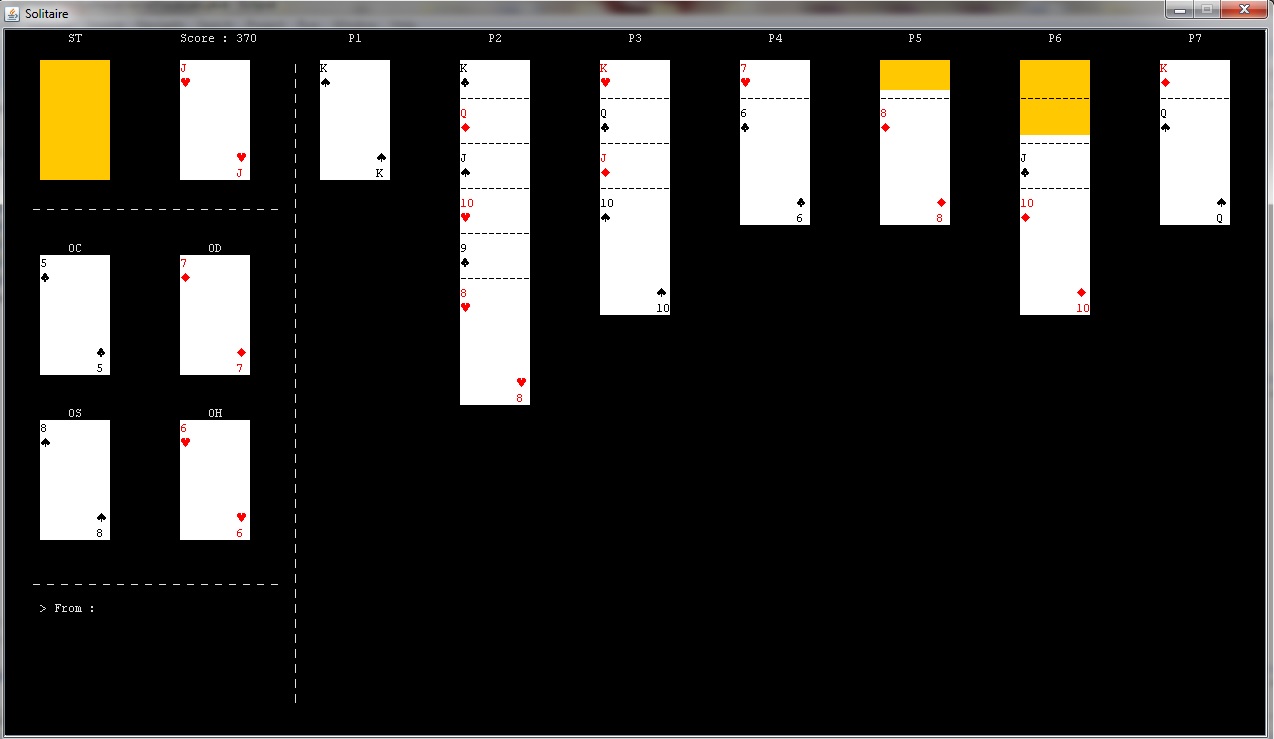 Solitaire
ST Score : 370 P1 P2 P3 P4 P5 P6 P7
J♥ K♠ K♣ K♥ 7♥ K♦
Q♦ Q♣ 6♣ 8♦ Q♠
J♠ J♦ J♣
♥J ♠K
10♥ 10♠ 10♦
♣6 ♦8 ♠Q
OC OD
9♣
5♣ 7♦
8♥
♠10 ♦10
♣5 ♦7
♥8
OS OH
8♠ 6♥
♠8 ♥6
> From :